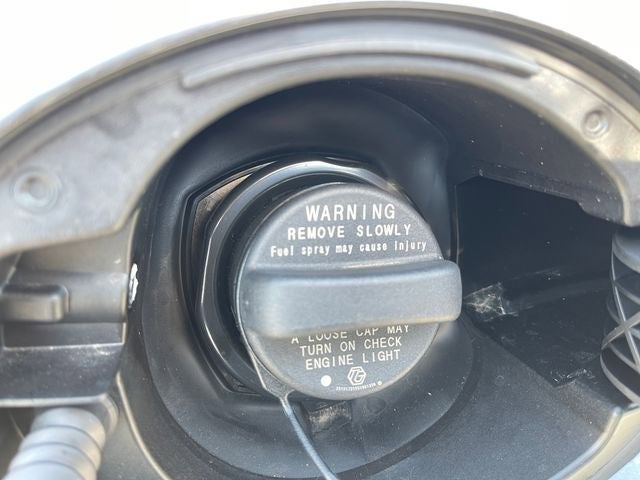 WARNING
REMOVE SLOWLY
Fuel spray may cause injury
A LOOSE CAP MAY
TURN ON CHECK
ENGINE LIGHT